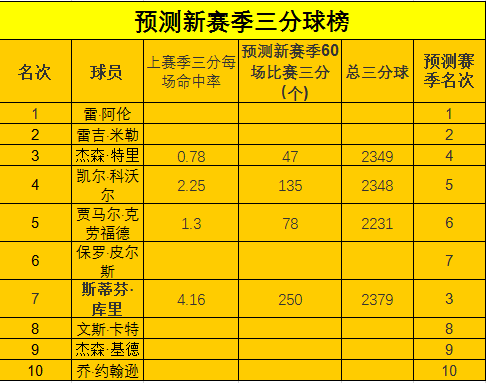 预测新赛季三分球榜
名次 球员 上赛季三分每场命中率 预测新赛季60场比赛三分(个) 总三分球 预测赛季名次
1 雷·阿伦 1
2 雷吉·米勒 2
3 杰森·特里 0.78 47 2349 4
4 凯尔·科沃尔 2.25 135 2348 5
5 贾马尔·克劳福德 1.3 78 2231 6
6 保罗·皮尔斯 7
7 斯蒂芬·库里 4.16 250 2379 3
8 文斯·卡特 8
9 杰森·基德 9
10 乔·约翰逊 10